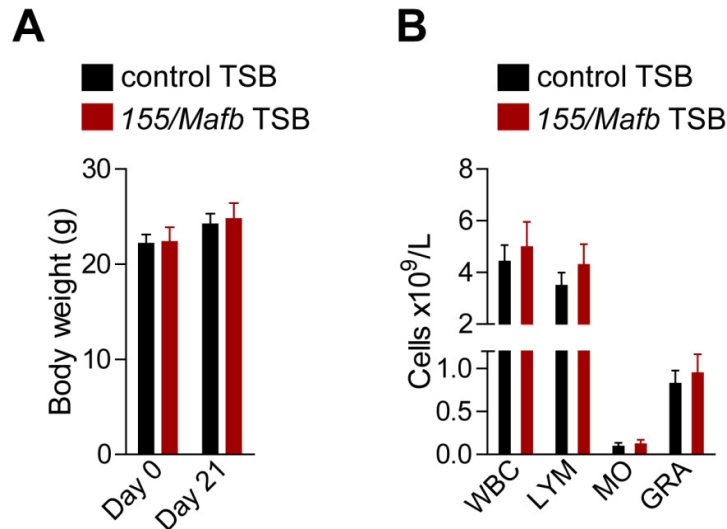 A
control TSB
155/Mafb TSB
30
20
10
0
Body weight (g)
Day 0
Day 21
B
control TSB
155/Mafb TSB
8
6
4
2
1.0
0.5
0.0
Cells x10⁹/L
WBC
LYM
MO
GRA